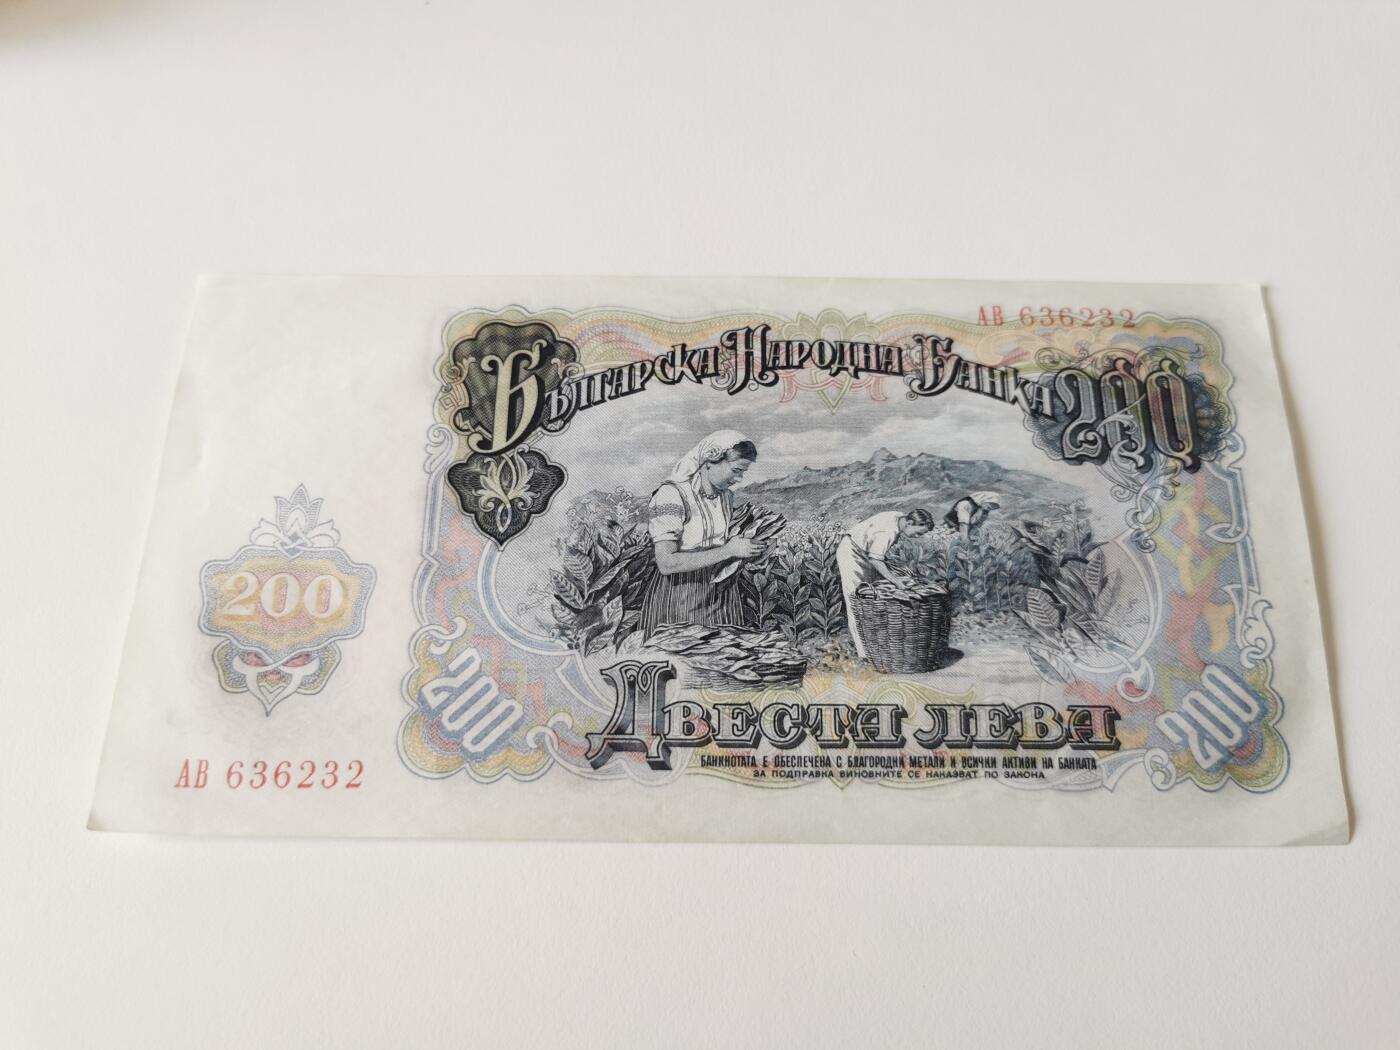 АВ 636232
Българска Народна Банка 200
200
200
200
Двеста лева
БАНКНОТАТА Е ОБЕСПЕЧЕНА С БЛАГОРОДНИ МЕТАЛИ И ВСИЧКИ АКТИВИ НА БАНКАТА
ЗА ПОДПРАВКА ВИНОВНИТЕ СЕ НАКАЗВАТ ПО ЗАКОНА
АВ 636232